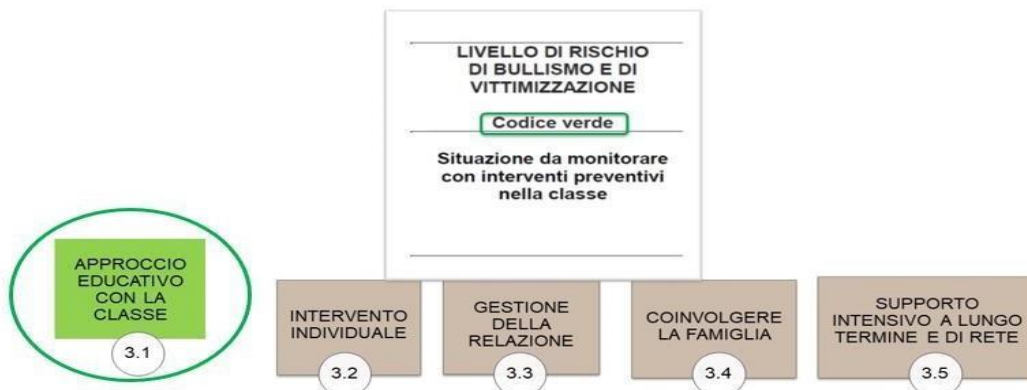 LIVELLO DI RISCHIO
DI BULLISMO E DI
VITTIMIZZAZIONE
Codice verde
Situazione da monitorare
con interventi preventivi
nella classe
APPROCCIO
EDUCATIVO
CON LA
CLASSE
3.1
INTERVENTO
INDIVIDUALE
3.2
GESTIONE
DELLA
RELAZIONE
3.3
COINVOLGERE
LA FAMIGLIA
3.4
SUPPORTO
INTENSIVO A LUNGO
TERMINE E DI RETE
3.5